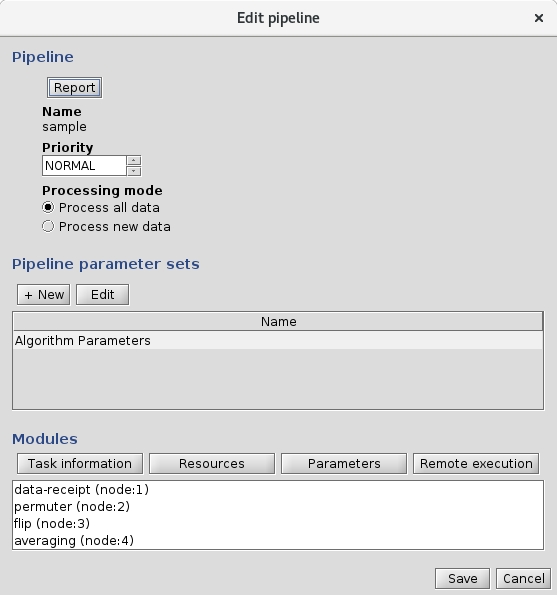 Edit pipeline
Pipeline
Report
Name
sample
Priority
NORMAL
Processing mode
Process all data
Process new data
Pipeline parameter sets
+ New Edit
Name
Algorithm Parameters
Modules
Task information Resources Parameters Remote execution
data-receipt (node:1)
permuter (node:2)
flip (node:3)
averaging (node:4)
Save Cancel